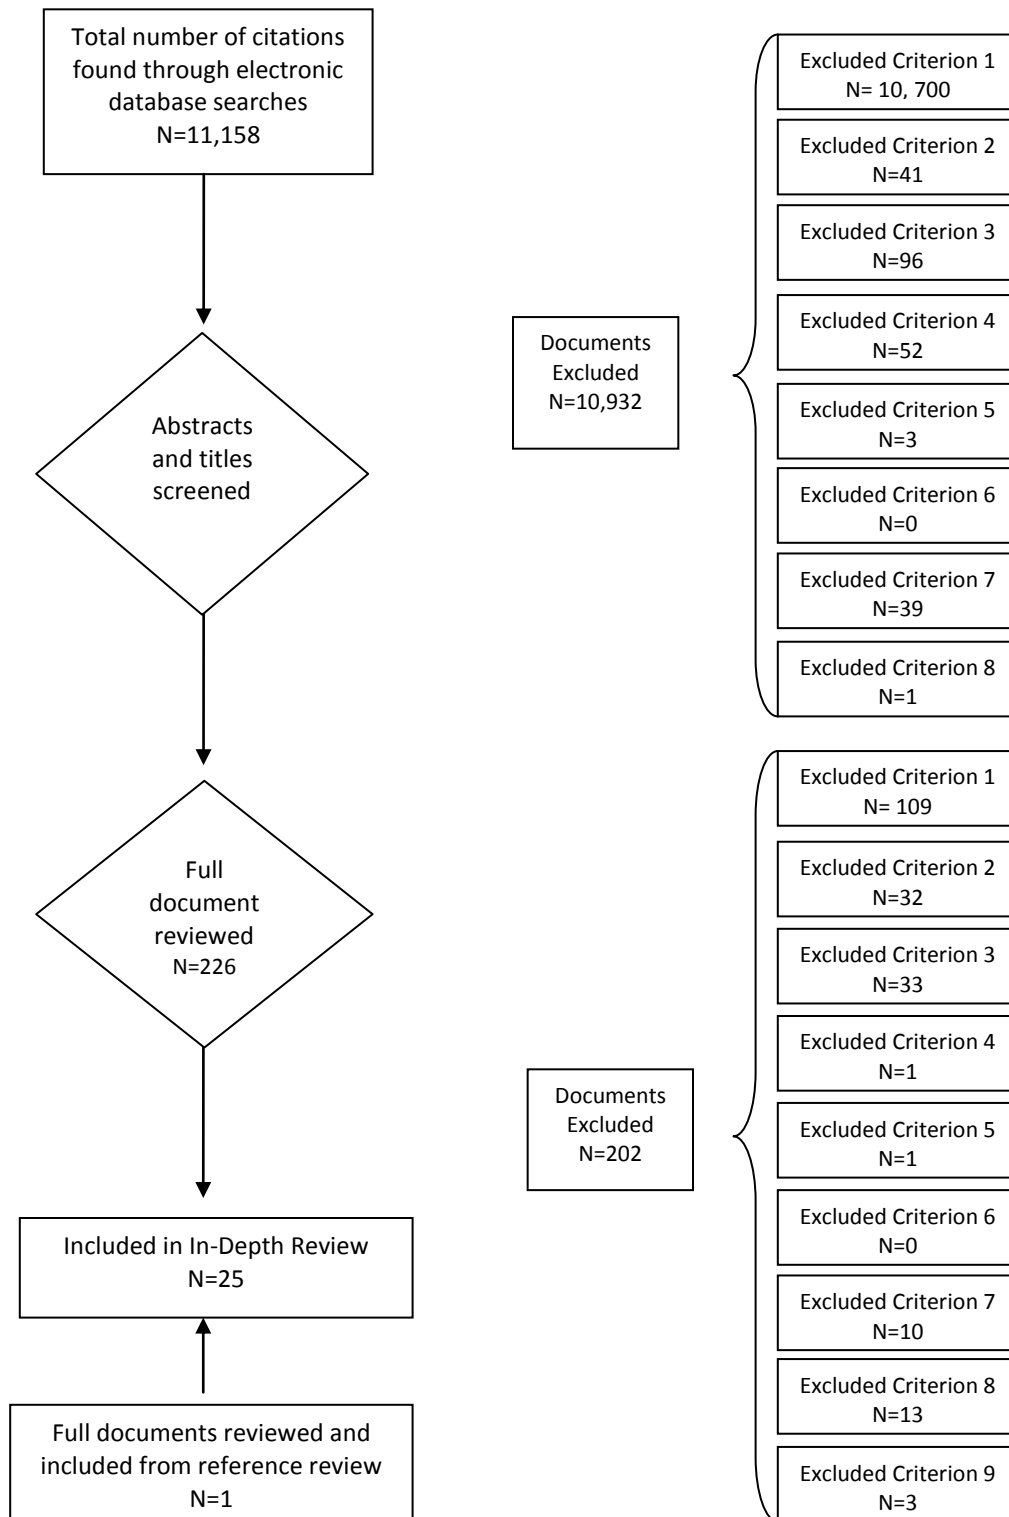 Total number of citations
found through electronic
database searches
N=11,158
Abstracts
and titles
screened
Full
document
reviewed
N=226
Included in In-Depth Review
N=25
Full documents reviewed and
included from reference review
N=1
Documents
Excluded
N=10,932
Excluded Criterion 1
N= 10, 700
Excluded Criterion 2
N=41
Excluded Criterion 3
N=96
Excluded Criterion 4
N=52
Excluded Criterion 5
N=3
Excluded Criterion 6
N=0
Excluded Criterion 7
N=39
Excluded Criterion 8
N=1
Documents
Excluded
N=202
Excluded Criterion 1
N= 109
Excluded Criterion 2
N=32
Excluded Criterion 3
N=33
Excluded Criterion 4
N=1
Excluded Criterion 5
N=1
Excluded Criterion 6
N=0
Excluded Criterion 7
N=10
Excluded Criterion 8
N=13
Excluded Criterion 9
N=3